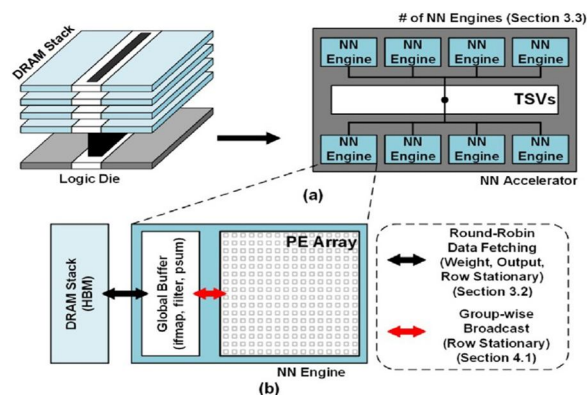 DRAM Stack
Logic Die
# of NN Engines (Section 3.3)
NN
Engine
NN
Engine
NN
Engine
NN
Engine
TSVs
NN
Engine
NN
Engine
NN
Engine
NN
Engine
NN Accelerator
(a)
DRAM Stack
(HBM)
Global Buffer
(ifmap, filter, psum)
PE Array
NN Engine
Round-Robin
Data Fetching
(Weight, Output,
Row Stationary)
(Section 3.2)
Group-wise
Broadcast
(Row Stationary)
(Section 4.1)
(b)